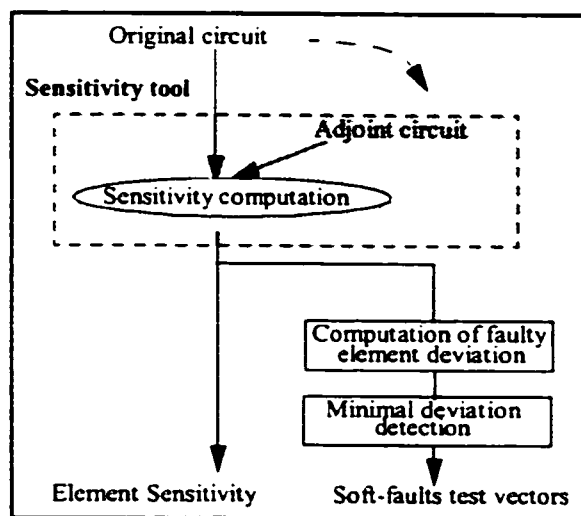 Original circuit
Sensitivity tool
Adjoint circuit
Sensitivity computation
Computation of faulty
element deviation
Minimal deviation
detection
Element Sensitivity
Soft-faults test vectors